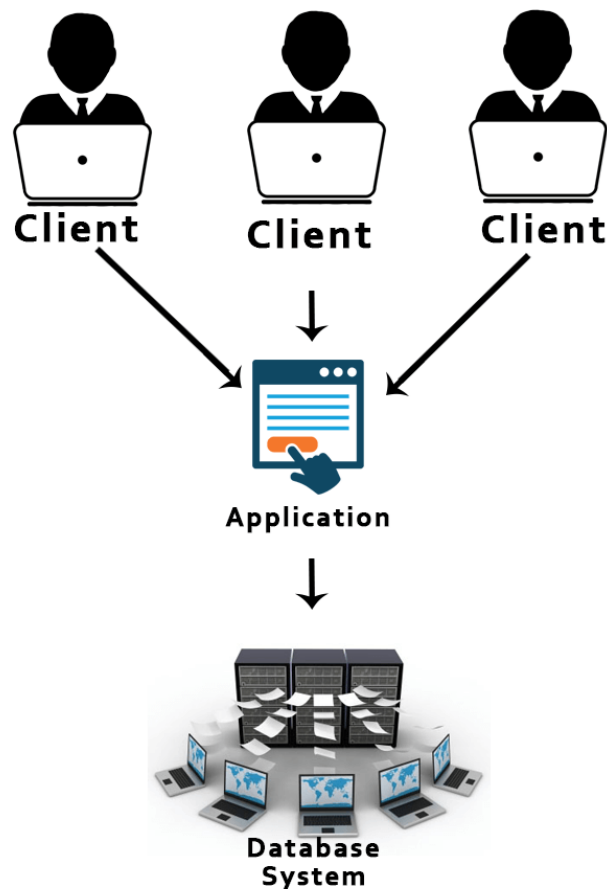 Client
Client
Client
Application
Database
System